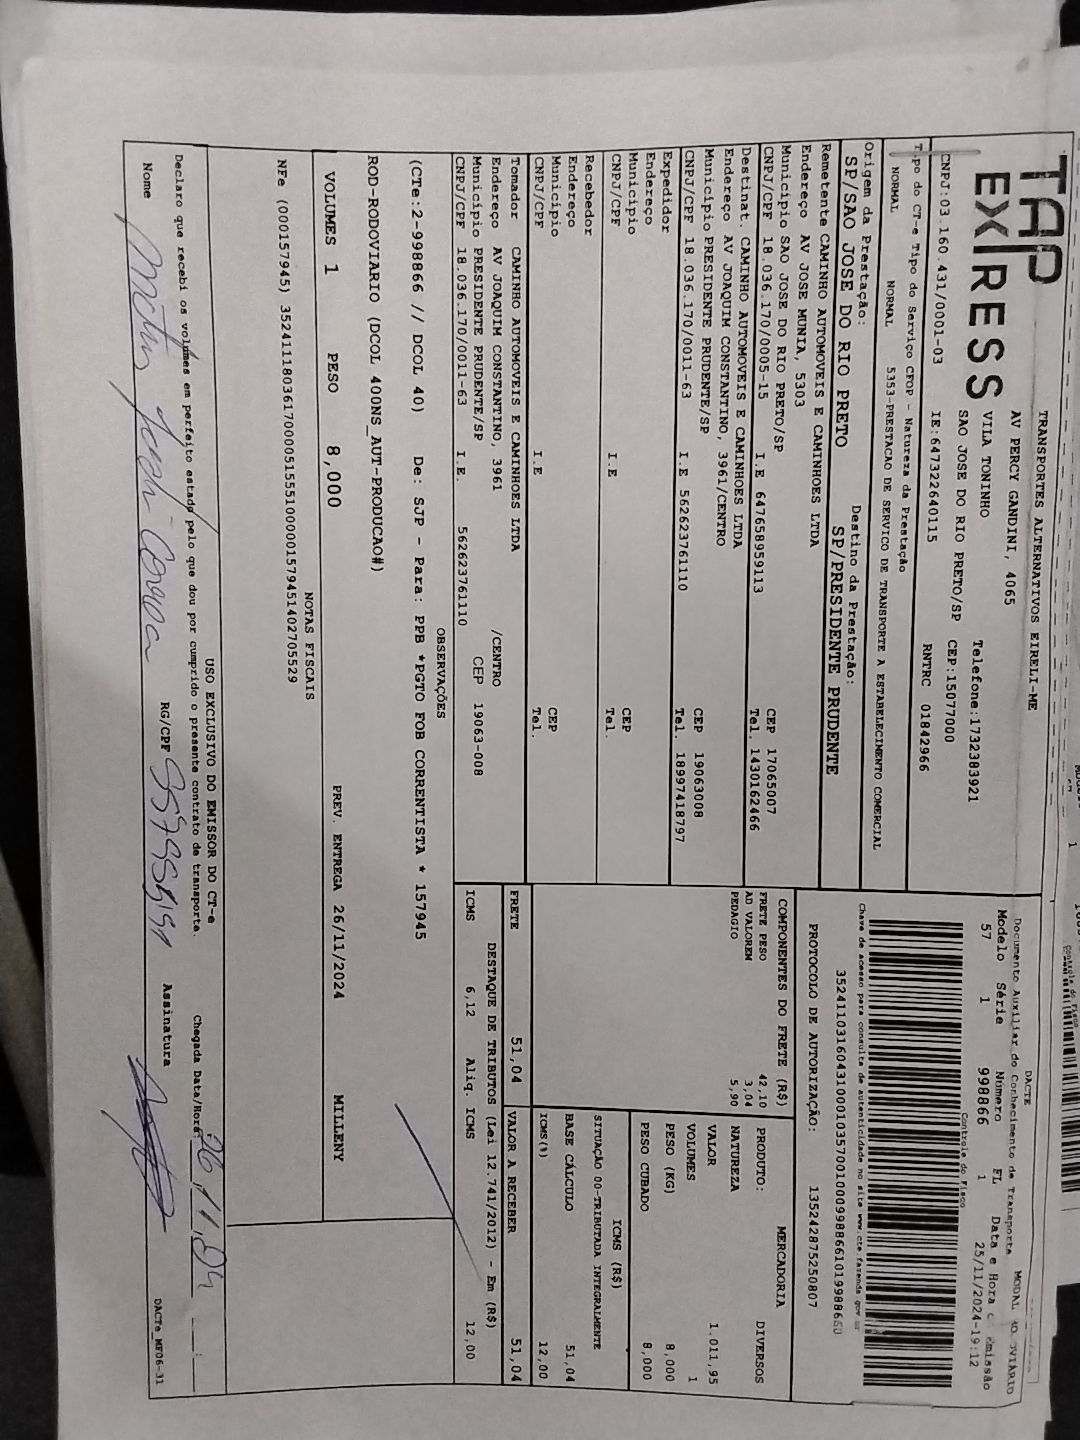 TAP
EXPRESS
TRANSPORTES ALTERNATIVOS EIRELI-ME
AV PERCY GANDINI, 4065
VILA TONINHO Telefone:1732383921
SAO JOSE DO RIO PRETO/SP CEP:15077000
CNPJ:03.160.431/0001-03 IE:647322640115 RNTRC 01842966
Tipo do CT-e Tipo do Serviço CFOP - Natureza da Prestação
NORMAL NORMAL 5353-PRESTACAO DE SERVICO DE TRANSPORTE A ESTABELECIMENTO COMERCIAL
Origem da Prestação: Destino da Prestação:
SP/SAO JOSE DO RIO PRETO SP/PRESIDENTE PRUDENTE
Remetente CAMINHO AUTOMOVEIS E CAMINHOES LTDA
Endereço AV JOSE MUNIA, 5303
Municipio SAO JOSE DO RIO PRETO/SP CEP 17065007
CNPJ/CPF 18.036.170/0005-15 I.E 647658959113 Tel. 1430162466
Destinat. CAMINHO AUTOMOVEIS E CAMINHOES LTDA
Endereço AV JOAQUIM CONSTANTINO, 3961/CENTRO
Municipio PRESIDENTE PRUDENTE/SP CEP 19063008
CNPJ/CPF 18.036.170/0011-63 I.E 562623761110 Tel. 18997418797
Expedidor
Endereço
Municipio CEP
CNPJ/CPF I.E Tel.
Recebedor
Endereço
Municipio CEP
CNPJ/CPF I.E Tel.
Tomador CAMINHO AUTOMOVEIS E CAMINHOES LTDA
Endereço AV JOAQUIM CONSTANTINO, 3961 /CENTRO
Municipio PRESIDENTE PRUDENTE/SP CEP 19063-008
CNPJ/CPF 18.036.170/0011-63 I.E. 562623761110
DACTE
Documento Auxiliar do Conhecimento de Transporte MODAL RODOVIÁRIO
Modelo Série Número FL Data e Hora de Emissão
57 1 998866 1 25/11/2024-19:12
Controle do Fisco
Chave de acesso para consulta de autenticidade no site www.cte.fazenda.gov.br
PROTOCOLO DE AUTORIZAÇÃO: 135242875250807
COMPONENTES DO FRETE (R$)
FRETE PESO 42,10
AD VALOREM 3,04
PEDAGIO 5,90
MERCADORIA
PRODUTO: DIVERSOS
NATUREZA
VALOR 1.011,95
VOLUMES 1
PESO (KG) 8,000
PESO CUBADO 8,000
ICMS (R$)
SITUAÇÃO 00-TRIBUTADA INTEGRALMENTE
BASE CÁLCULO 51,04
ICMS(%) 12,00
FRETE 51,04 VALOR A RECEBER 51,04
DESTAQUE DE TRIBUTOS (Lei 12.741/2012) - Em (R$)
ICMS 6,12 Aliq. ICMS 12,00
OBSERVAÇÕES
(CTe:2-998866 // DCOL 40) De: SJP - Para: PPB *PGTO FOB CORRENTISTA * 157945
ROD-RODOVIARIO (DCOL 400NS_AUT-PRODUCAO#)
VOLUMES 1 PESO 8,000 PREV. ENTREGA 26/11/2024 MILLENY
NOTAS FISCAIS
NFe (000157945) 35241118036170000515551000001579451402705529
USO EXCLUSIVO DO EMISSOR DO CT-e
Declaro que recebi os volumes em perfeito estado pelo que dou por cumprido o presente contrato de transporte. Chegada Data/Hora: 26,11,24 __:__
Nome RG/CPF Assinatura
DACTe_MF06-31